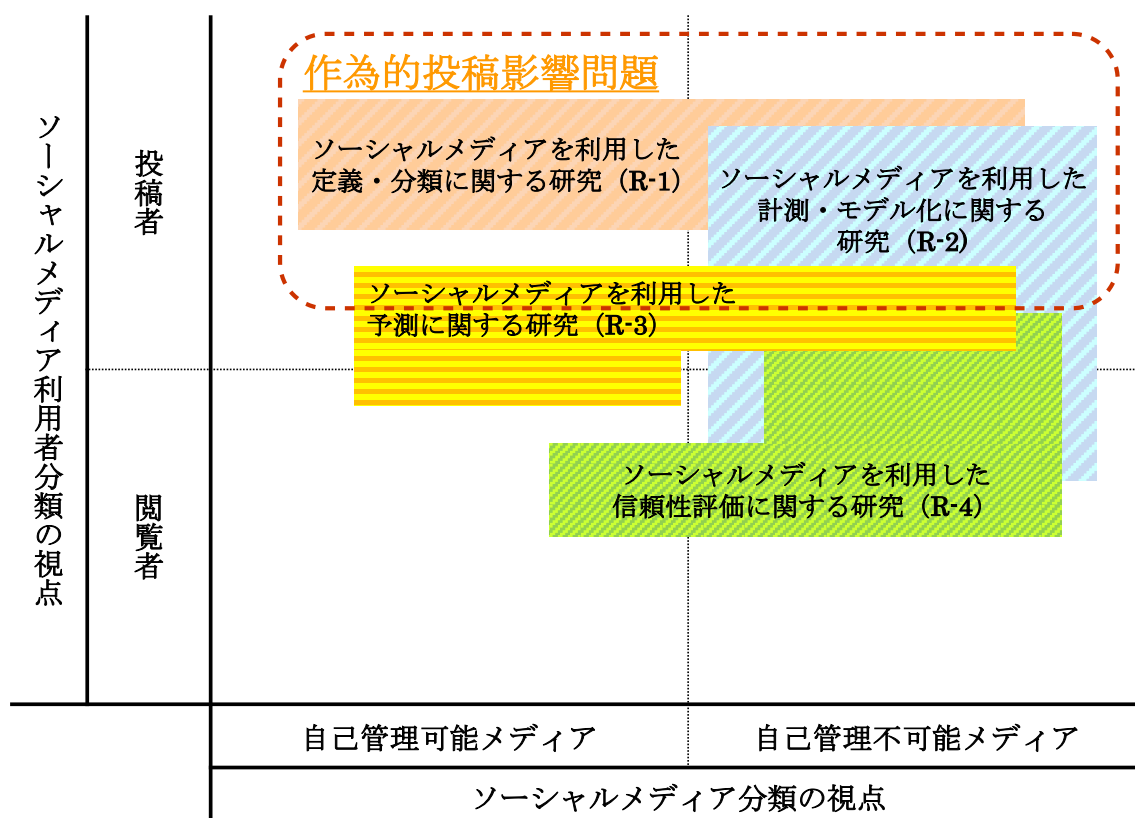 作為的投稿影響問題
ソーシャルメディアを利用した
定義・分類に関する研究（R-1）
ソーシャルメディアを利用した
計測・モデル化に関する
研究（R-2）
ソーシャルメディアを利用した
予測に関する研究（R-3）
ソーシャルメディアを利用した
信頼性評価に関する研究（R-4）
ソーシャルメディア利用者分類の視点
投稿者
閲覧者
自己管理可能メディア
自己管理不可能メディア
ソーシャルメディア分類の視点